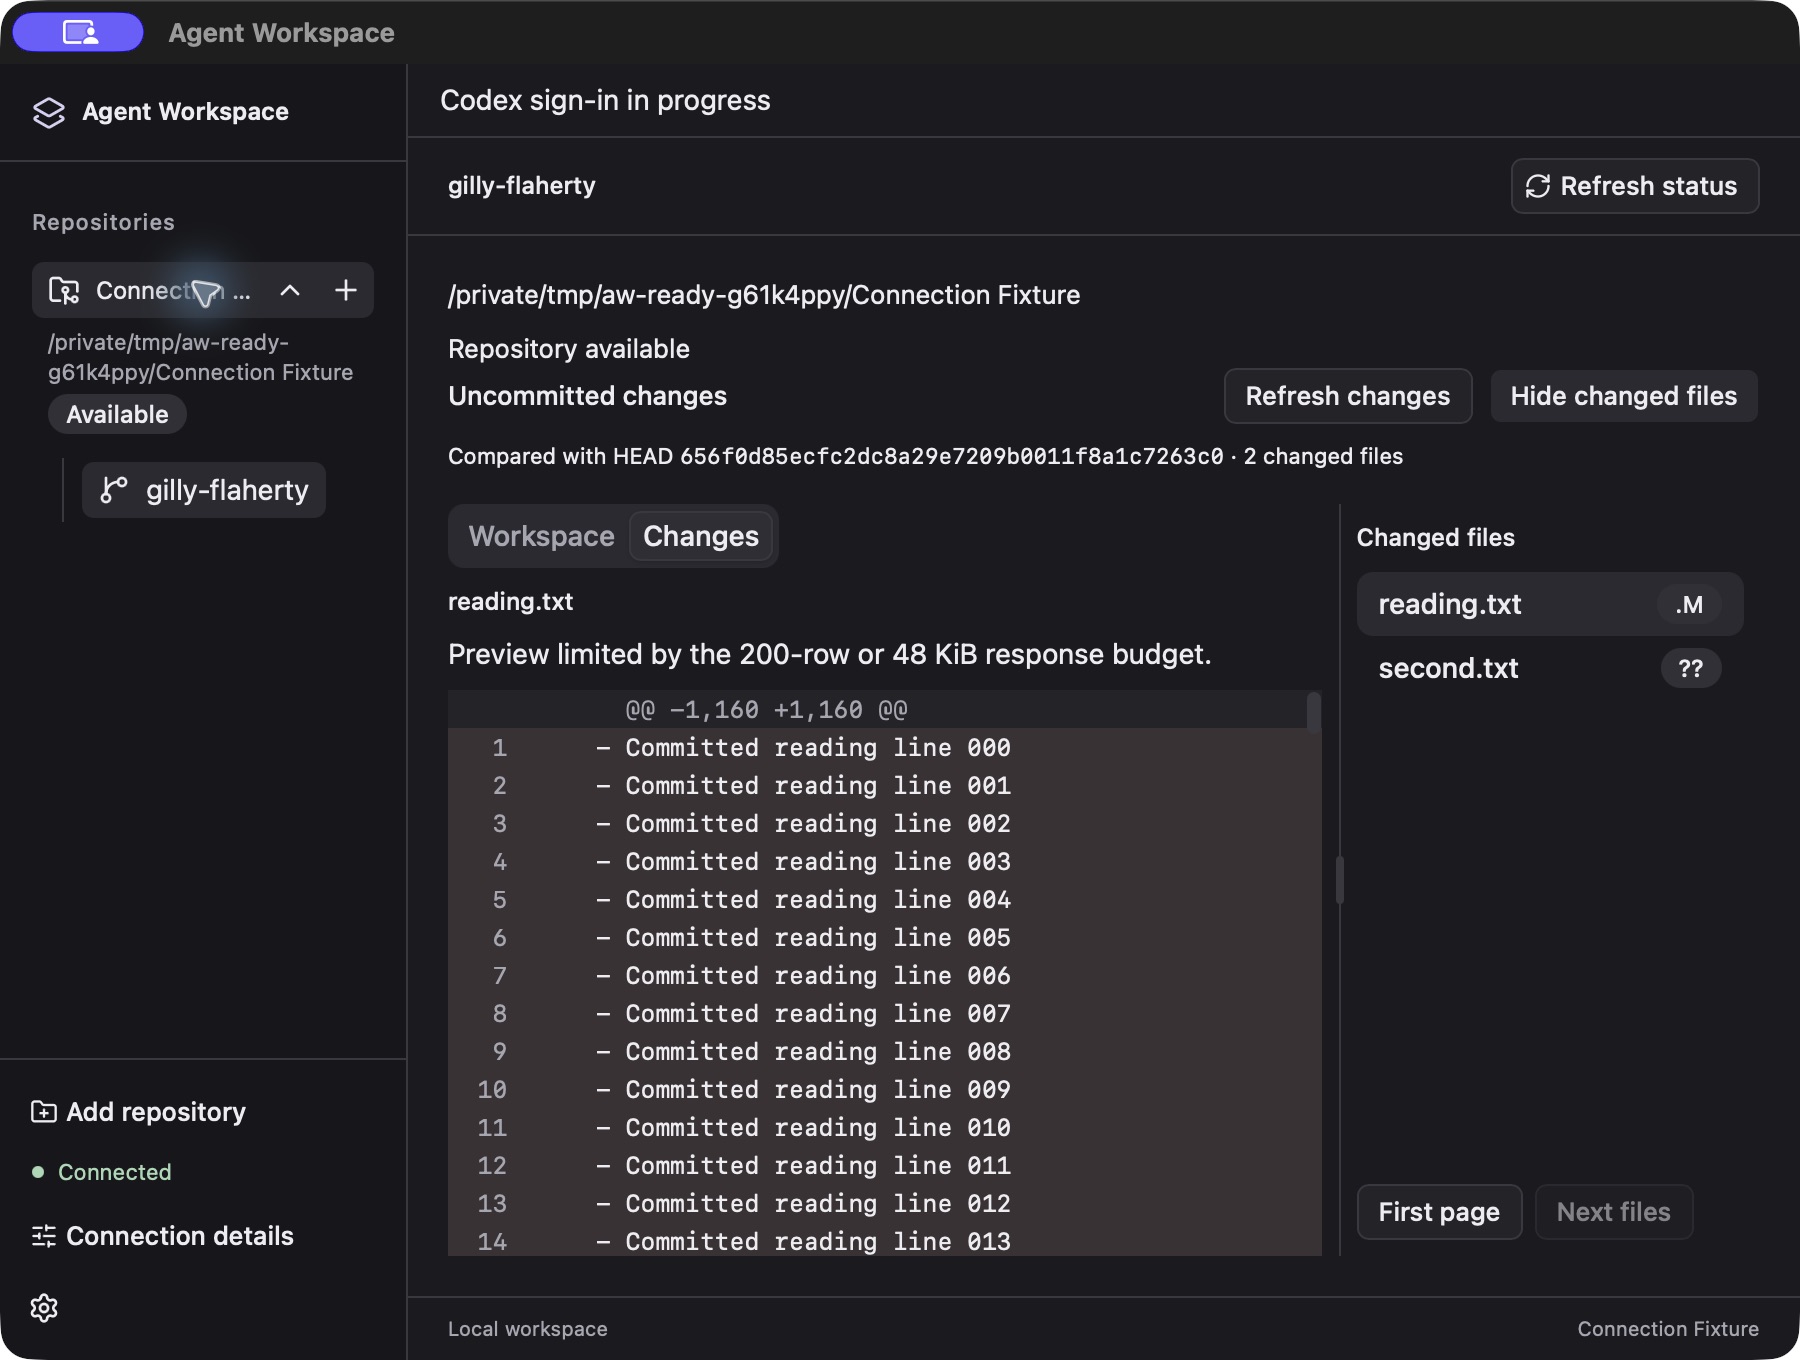 Agent Workspace
Agent Workspace
Repositories
Connection ...
/private/tmp/aw-ready-
g61k4ppy/Connection Fixture
Available
gilly-flaherty
Add repository
Connected
Connection details
Codex sign-in in progress
gilly-flaherty
Refresh status
/private/tmp/aw-ready-g61k4ppy/Connection Fixture
Repository available
Uncommitted changes
Refresh changes
Hide changed files
Compared with HEAD 656f0d85ecfc2dc8a29e7209b0011f8a1c7263c0 · 2 changed files
Workspace
Changes
reading.txt
Preview limited by the 200-row or 48 KiB response budget.
@@ -1,160 +1,160 @@
1 - Committed reading line 000
2 - Committed reading line 001
3 - Committed reading line 002
4 - Committed reading line 003
5 - Committed reading line 004
6 - Committed reading line 005
7 - Committed reading line 006
8 - Committed reading line 007
9 - Committed reading line 008
10 - Committed reading line 009
11 - Committed reading line 010
12 - Committed reading line 011
13 - Committed reading line 012
14 - Committed reading line 013
Changed files
reading.txt .M
second.txt ??
First page
Next files
Local workspace
Connection Fixture